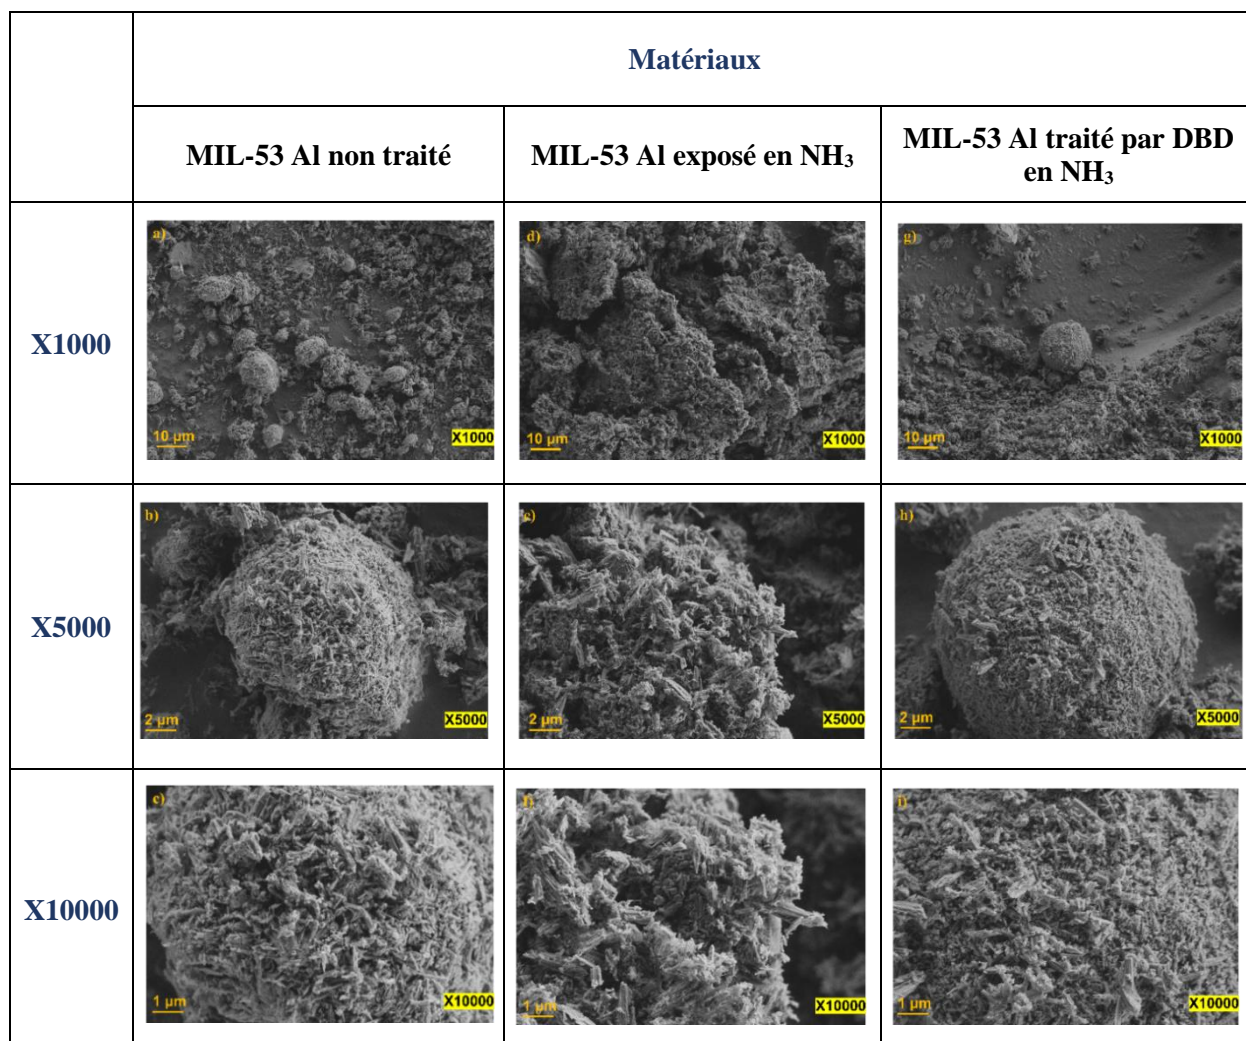 Matériaux
MIL-53 Al non traité
MIL-53 Al exposé en NH₃
MIL-53 Al traité par DBD
en NH₃
X1000
a)
10 µm
X1000
d)
10 µm
X1000
g)
10 µm
X1000
X5000
b)
2 µm
X5000
e)
2 µm
X5000
h)
2 µm
X5000
X10000
c)
1 µm
X10000
f)
1 µm
X10000
i)
1 µm
X10000